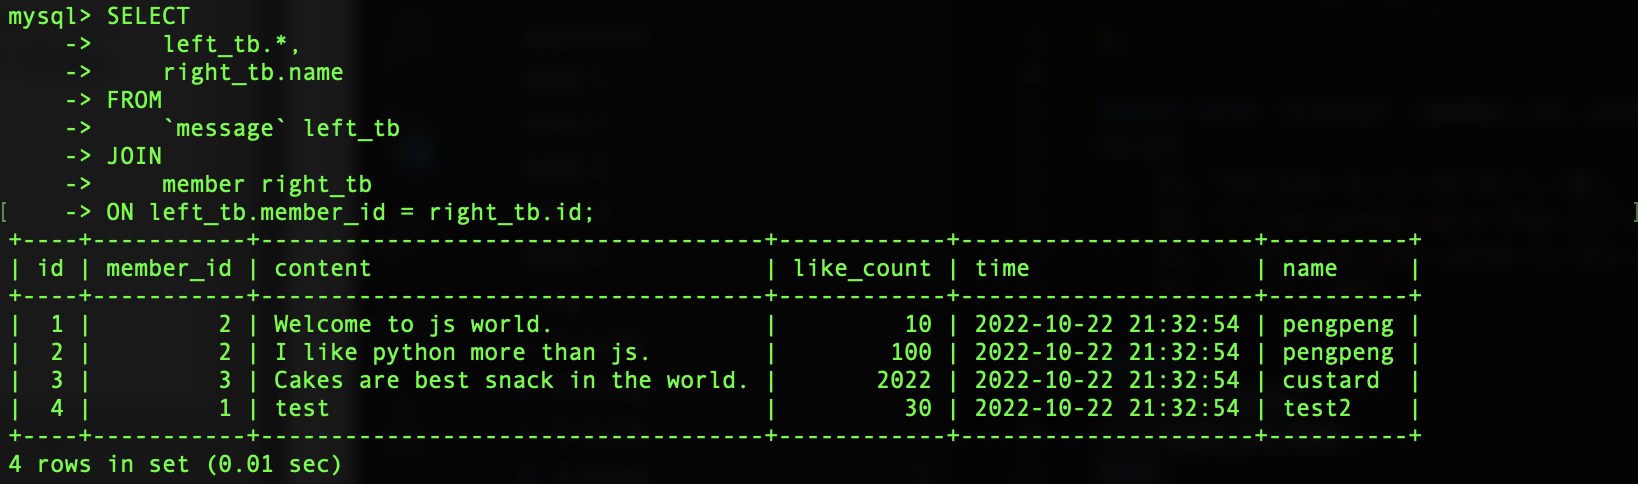 mysql> SELECT
    ->     left_tb.*,
    ->     right_tb.name
    -> FROM
    ->     `message` left_tb
    -> JOIN
    ->     member right_tb
[    -> ON left_tb.member_id = right_tb.id;    ]
+----+-----------+------------------------------------+------------+---------------------+----------+
| id | member_id | content                            | like_count | time                | name     |
+----+-----------+------------------------------------+------------+---------------------+----------+
|  1 |         2 | Welcome to js world.               |         10 | 2022-10-22 21:32:54 | pengpeng |
|  2 |         2 | I like python more than js.        |        100 | 2022-10-22 21:32:54 | pengpeng |
|  3 |         3 | Cakes are best snack in the world. |       2022 | 2022-10-22 21:32:54 | custard  |
|  4 |         1 | test                               |         30 | 2022-10-22 21:32:54 | test2    |
+----+-----------+------------------------------------+------------+---------------------+----------+
4 rows in set (0.01 sec)